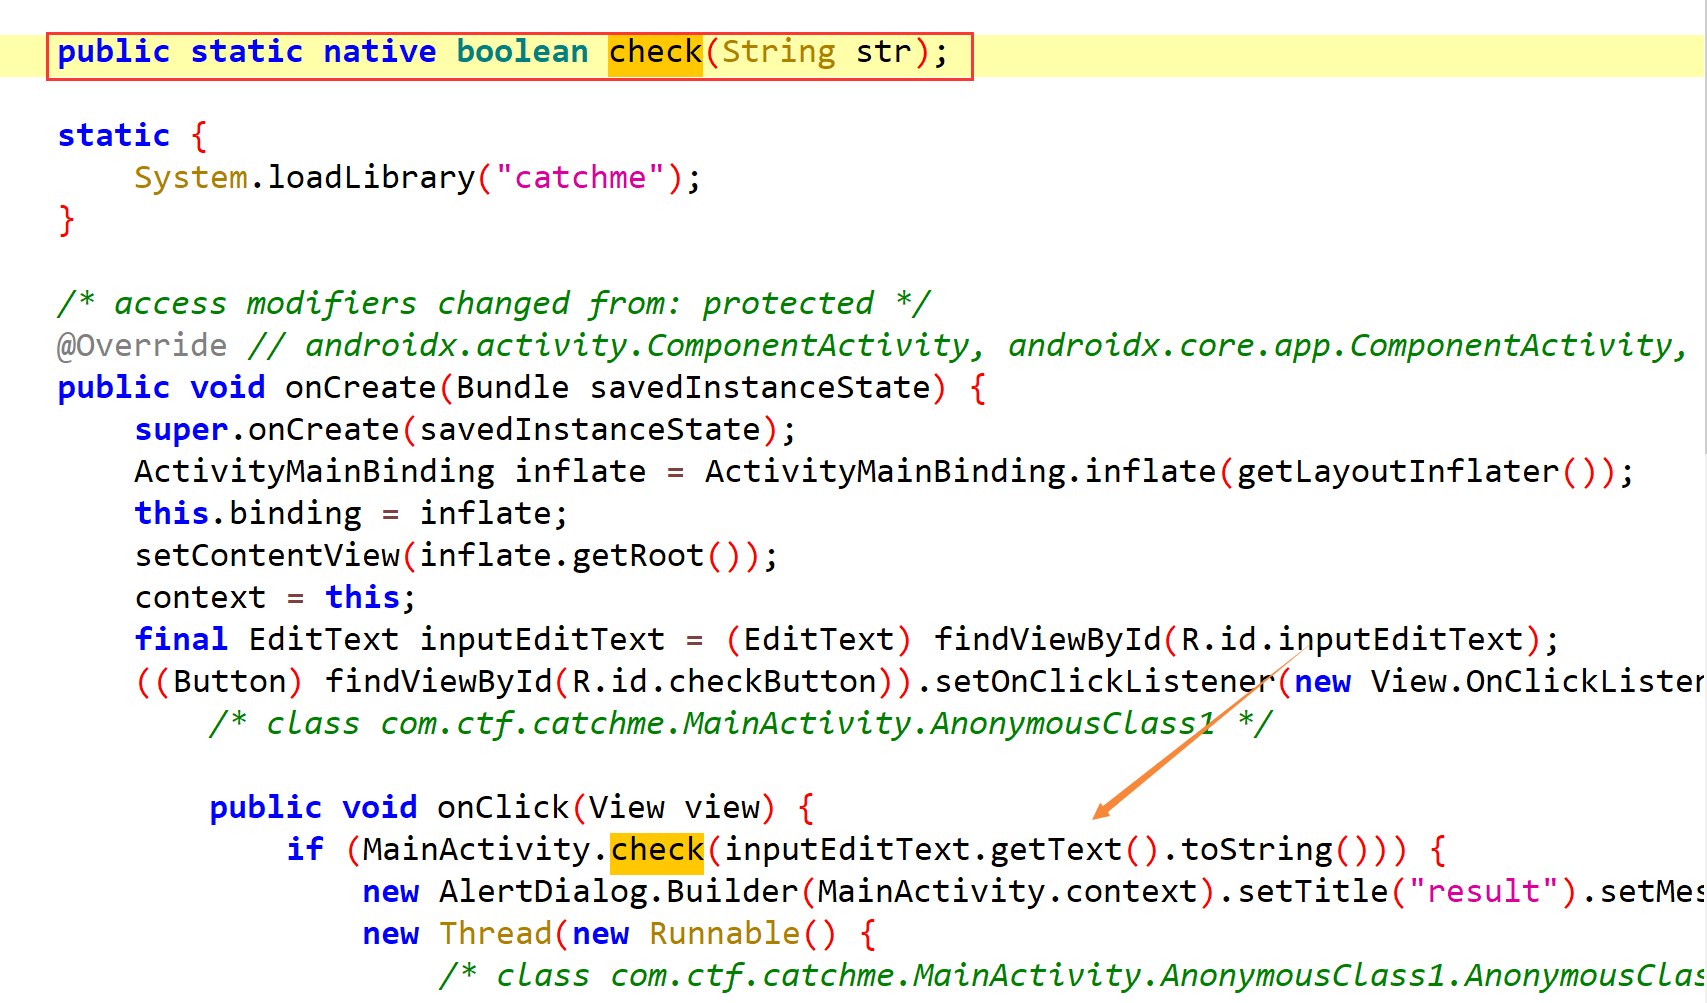 public static native boolean check(String str);
static {
System.loadLibrary("catchme");
}
/* access modifiers changed from: protected */
@Override // androidx.activity.ComponentActivity, androidx.core.app.ComponentActivity,
public void onCreate(Bundle savedInstanceState) {
super.onCreate(savedInstanceState);
ActivityMainBinding inflate = ActivityMainBinding.inflate(getLayoutInflater());
this.binding = inflate;
setContentView(inflate.getRoot());
context = this;
final EditText inputEditText = (EditText) findViewById(R.id.inputEditText);
((Button) findViewById(R.id.checkButton)).setOnClickListener(new View.OnClickListen
/* class com.ctf.catchme.MainActivity.AnonymousClass1 */
public void onClick(View view) {
if (MainActivity.check(inputEditText.getText().toString())) {
new AlertDialog.Builder(MainActivity.context).setTitle("result").setMes
new Thread(new Runnable() {
/* class com.ctf.catchme.MainActivity.AnonymousClass1.AnonymousClas